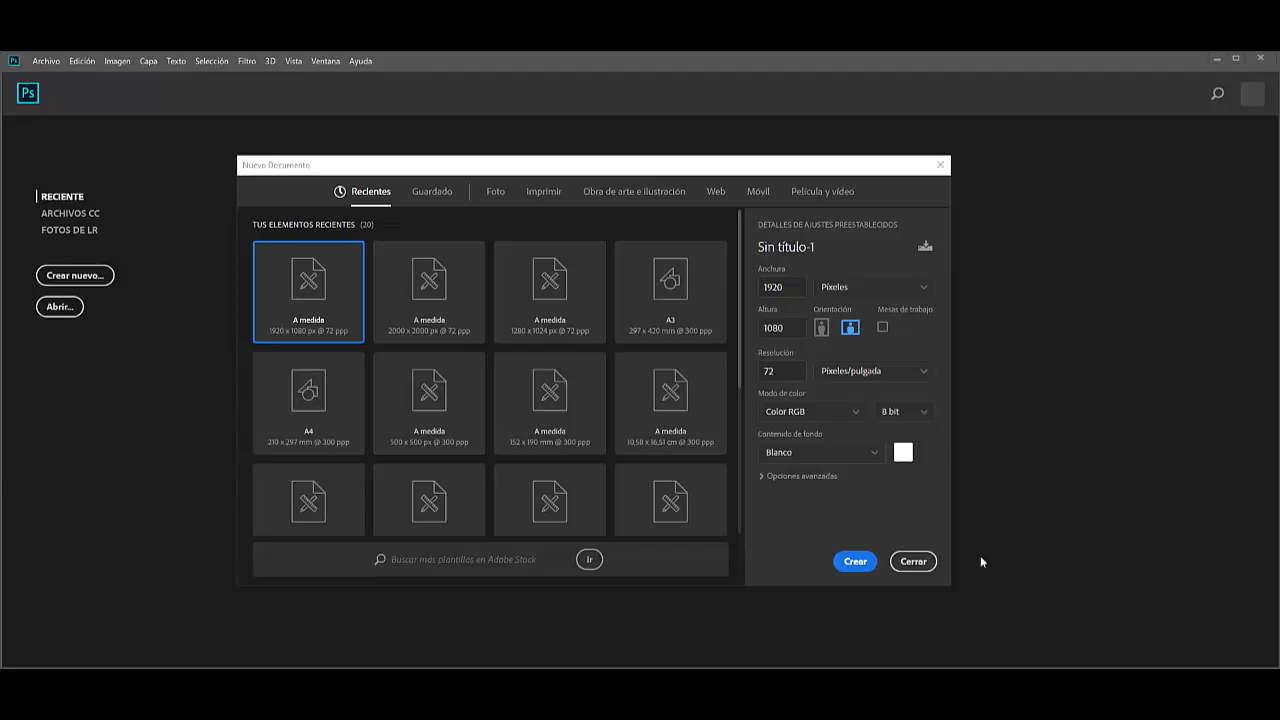 Ps Archivo Edición Imagen Capa Texto Selección Filtro 3D Vista Ventana Ayuda
Ps
RECIENTE
ARCHIVOS CC
FOTOS DE LR
Crear nuevo...
Abrir...
Nuevo Documento
Recientes Guardado Foto Imprimir Obra de arte e ilustración Web Móvil Película y vídeo
TUS ELEMENTOS RECIENTES (20)
A medida
1920 x 1080 px @ 72 ppp
A medida
2000 x 2000 px @ 72 ppp
A medida
1280 x 1024 px @ 72 ppp
A3
297 x 420 mm @ 300 ppp
A4
210 x 297 mm @ 300 ppp
A medida
500 x 500 px @ 300 ppp
A medida
152 x 190 mm @ 300 ppp
A medida
10,58 x 16,51 cm @ 300 ppp
Buscar más plantillas en Adobe Stock
Ir
DETALLES DE AJUSTES PREESTABLECIDOS
Sin título-1
Anchura
1920 Píxeles
Altura Orientación Mesas de trabajo
1080
Resolución
72 Píxeles/pulgada
Modo de color
Color RGB 8 bit
Contenido de fondo
Blanco
Opciones avanzadas
Crear Cerrar